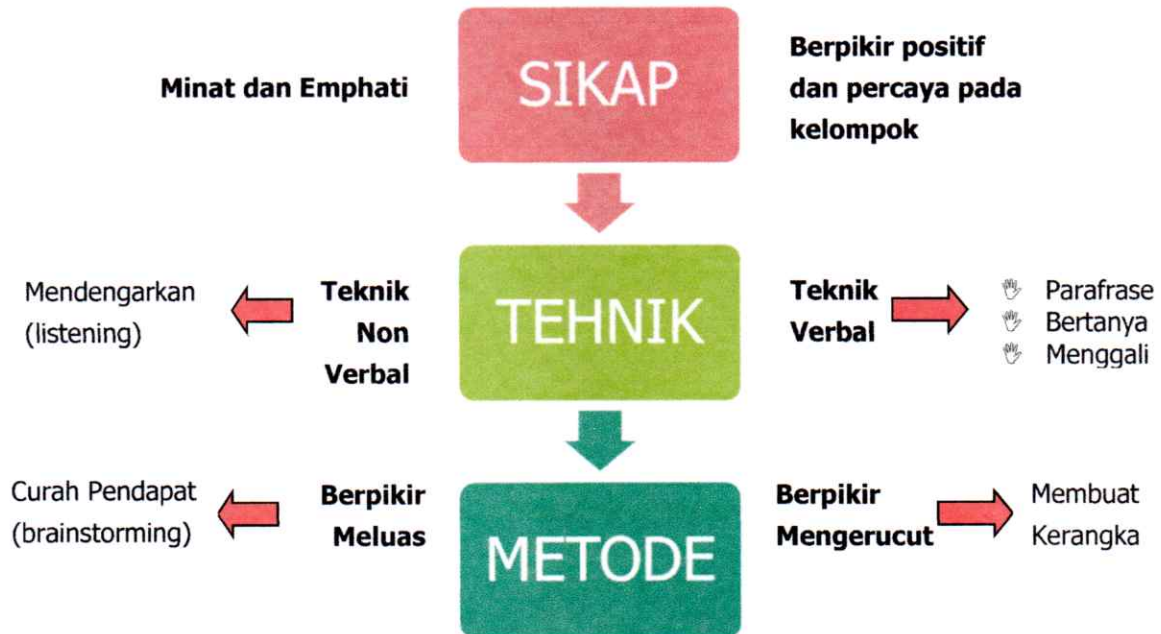 Minat dan Emphati
SIKAP
Berpikir positif
dan percaya pada
kelompok
Mendengarkan
(listening)
Teknik
Non
Verbal
TEHNIK
Teknik
Verbal
Parafrase
Bertanya
Menggali
Curah Pendapat
(brainstorming)
Berpikir
Meluas
METODE
Berpikir
Mengerucut
Membuat
Kerangka